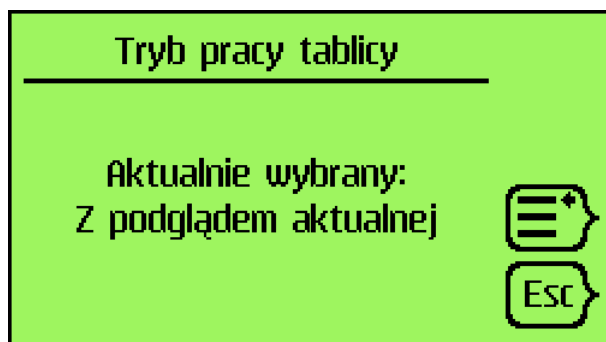 Tryb pracy tablicy
Aktualnie wybrany:
Z podglądem aktualnej
Esc